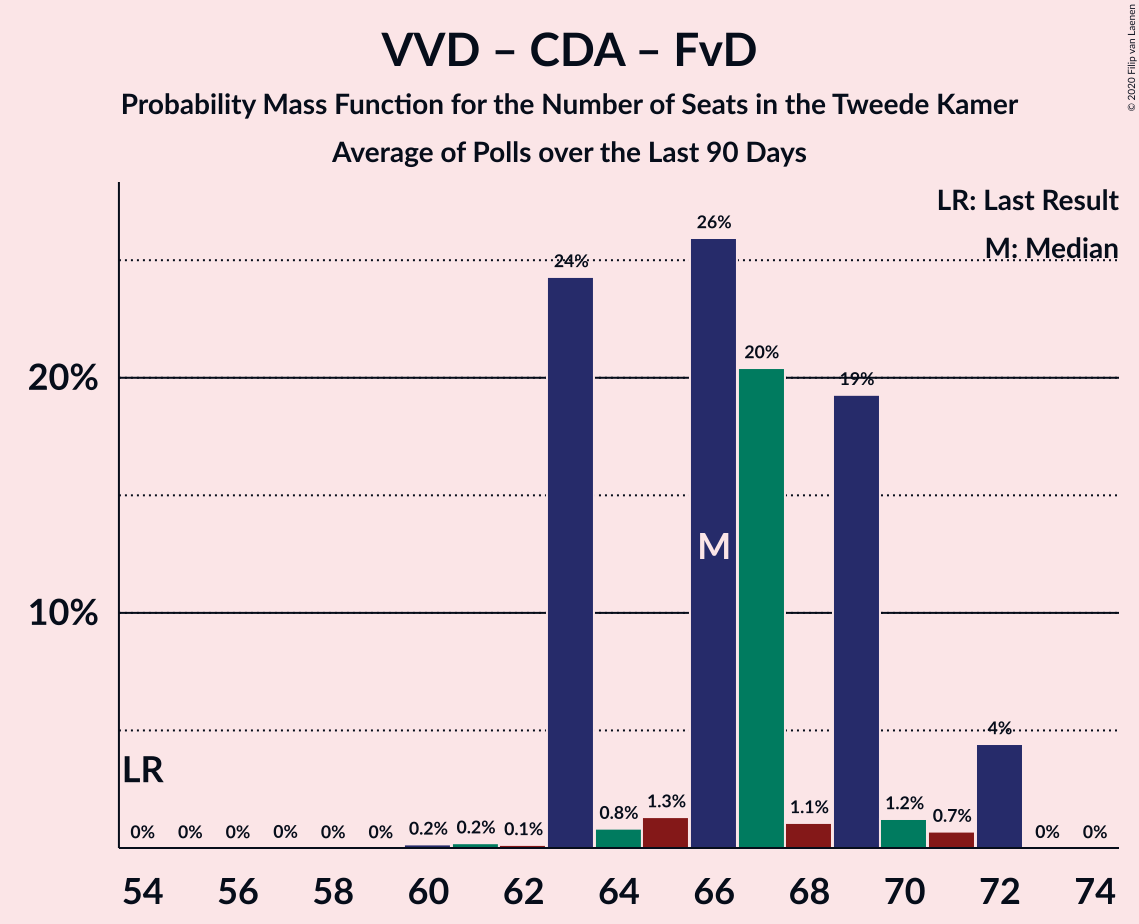 VVD – CDA – FvD
Probability Mass Function for the Number of Seats in the Tweede Kamer
Average of Polls over the Last 90 Days
© 2020 Filip van Laenen
LR: Last Result
M: Median
26%
24%
20%
20%
19%
M
10%
4%
LR
0% 0% 0% 0% 0% 0% 0.2% 0.2% 0.1% 0.8% 1.3% 1.1% 1.2% 0.7% 0% 0%
54 56 58 60 62 64 66 68 70 72 74